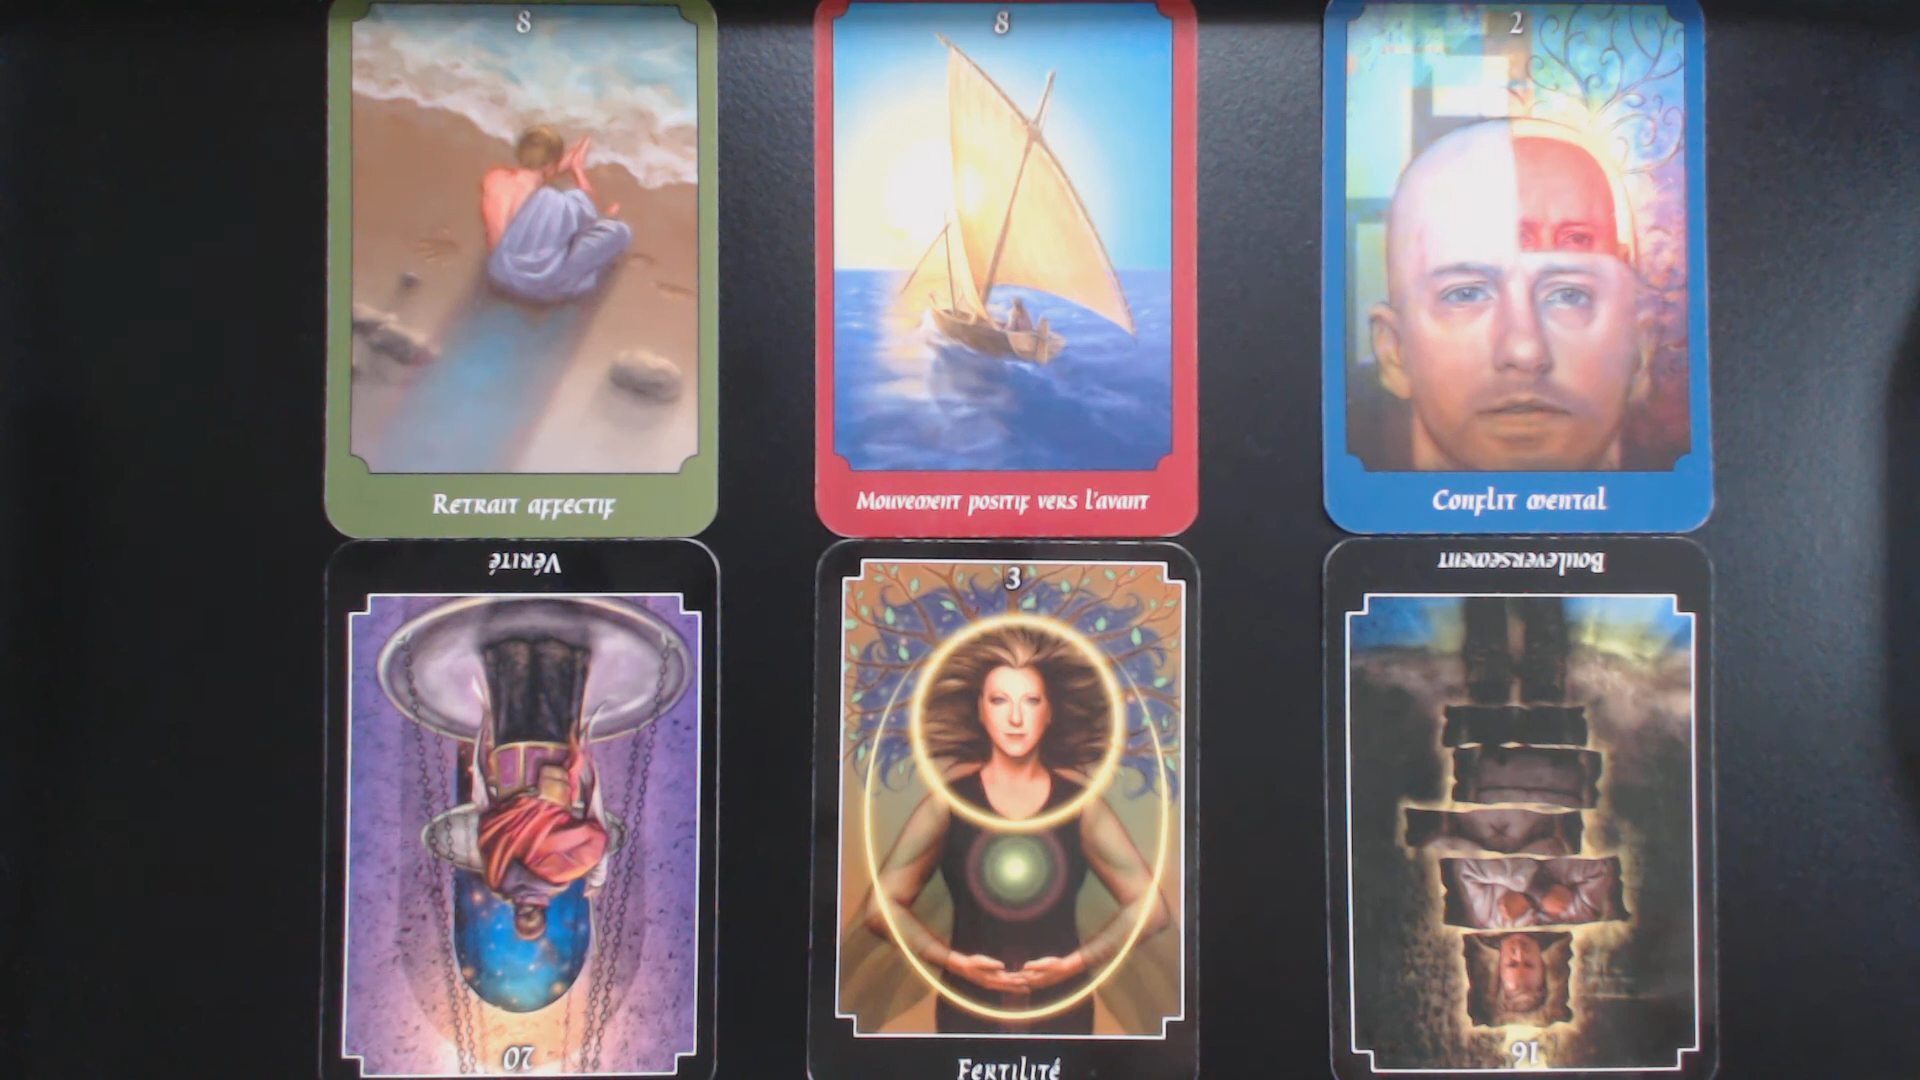 8
8
2
Retrait affectif
Mouvement positif vers l'avant
Conflit mental
Vérité
Bouleversement
3
20
16
Fertilité